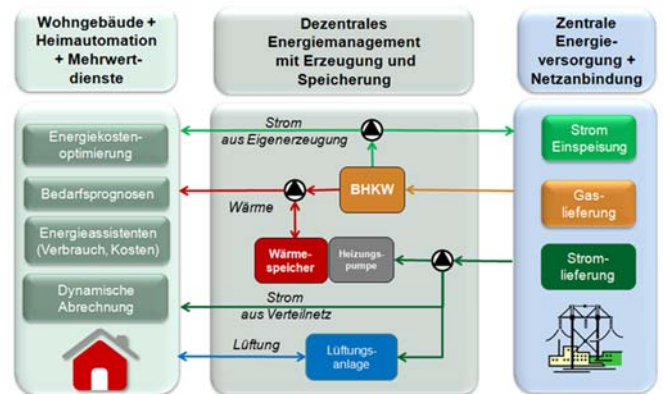 Wohngebäude +
Heimautomation
+ Mehrwert-
dienste
Dezentrales
Energiemanagement
mit Erzeugung und
Speicherung
Zentrale
Energie-
versorgung +
Netzanbindung
Energiekosten-
optimierung
Bedarfsprognosen
Energieassistenten
(Verbrauch, Kosten)
Dynamische
Abrechnung
Strom
aus Eigenerzeugung
BHKW
Wärme
Wärme-
speicher
Heizungs-
pumpe
Strom
aus Verteilnetz
Lüftung
Lüftungs-
anlage
Strom
Einspeisung
Gas-
lieferung
Strom-
lieferung